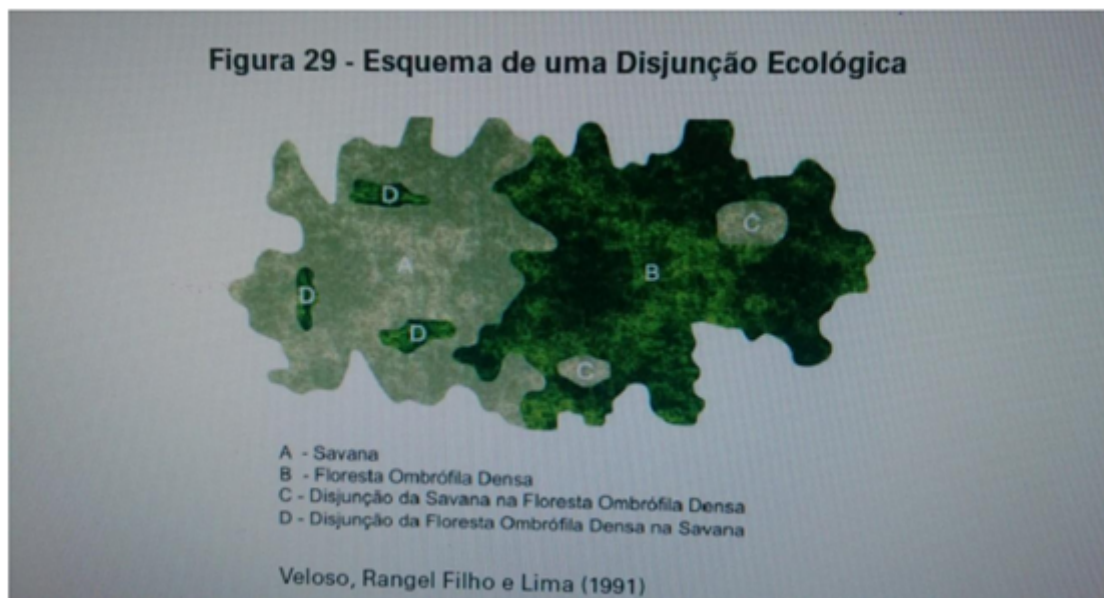 Figura 29 - Esquema de uma Disjunção Ecológica
D
C
A
B
D
D
C
A - Savana
B - Floresta Ombrófila Densa
C - Disjunção da Savana na Floresta Ombrófila Densa
D - Disjunção da Floresta Ombrófila Densa na Savana
Veloso, Rangel Filho e Lima (1991)